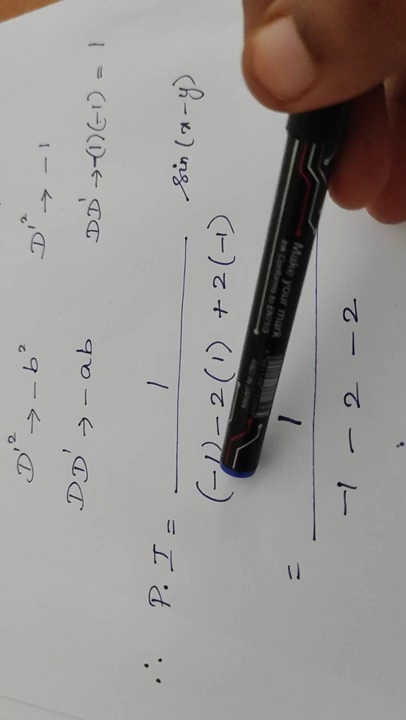 D'² → -b²   D'² → -1
DD' → -ab   DD' → -(1)(-1) = 1
∴ P.I = 1 / ((-1) - 2(1) + 2(-1)) sin(x-y)
= 1 / (-1 - 2 - 2)
Make your mark